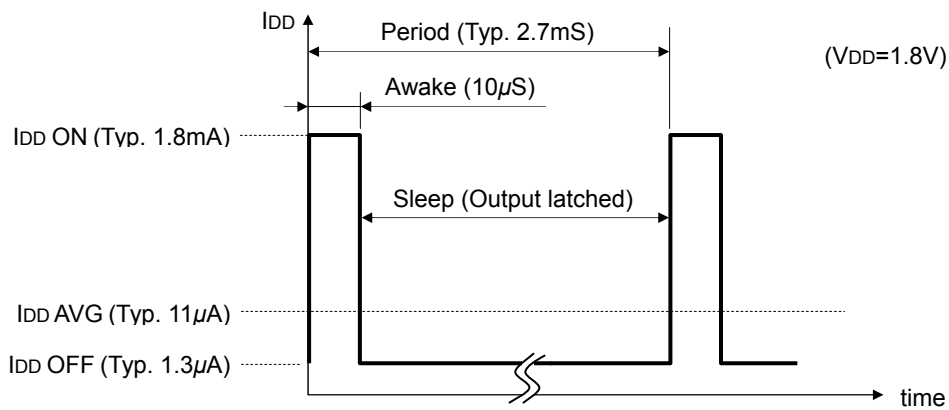 IDD
Period (Typ. 2.7mS)
(VDD=1.8V)
Awake (10µS)
IDD ON (Typ. 1.8mA)
Sleep (Output latched)
IDD AVG (Typ. 11µA)
IDD OFF (Typ. 1.3µA)
time